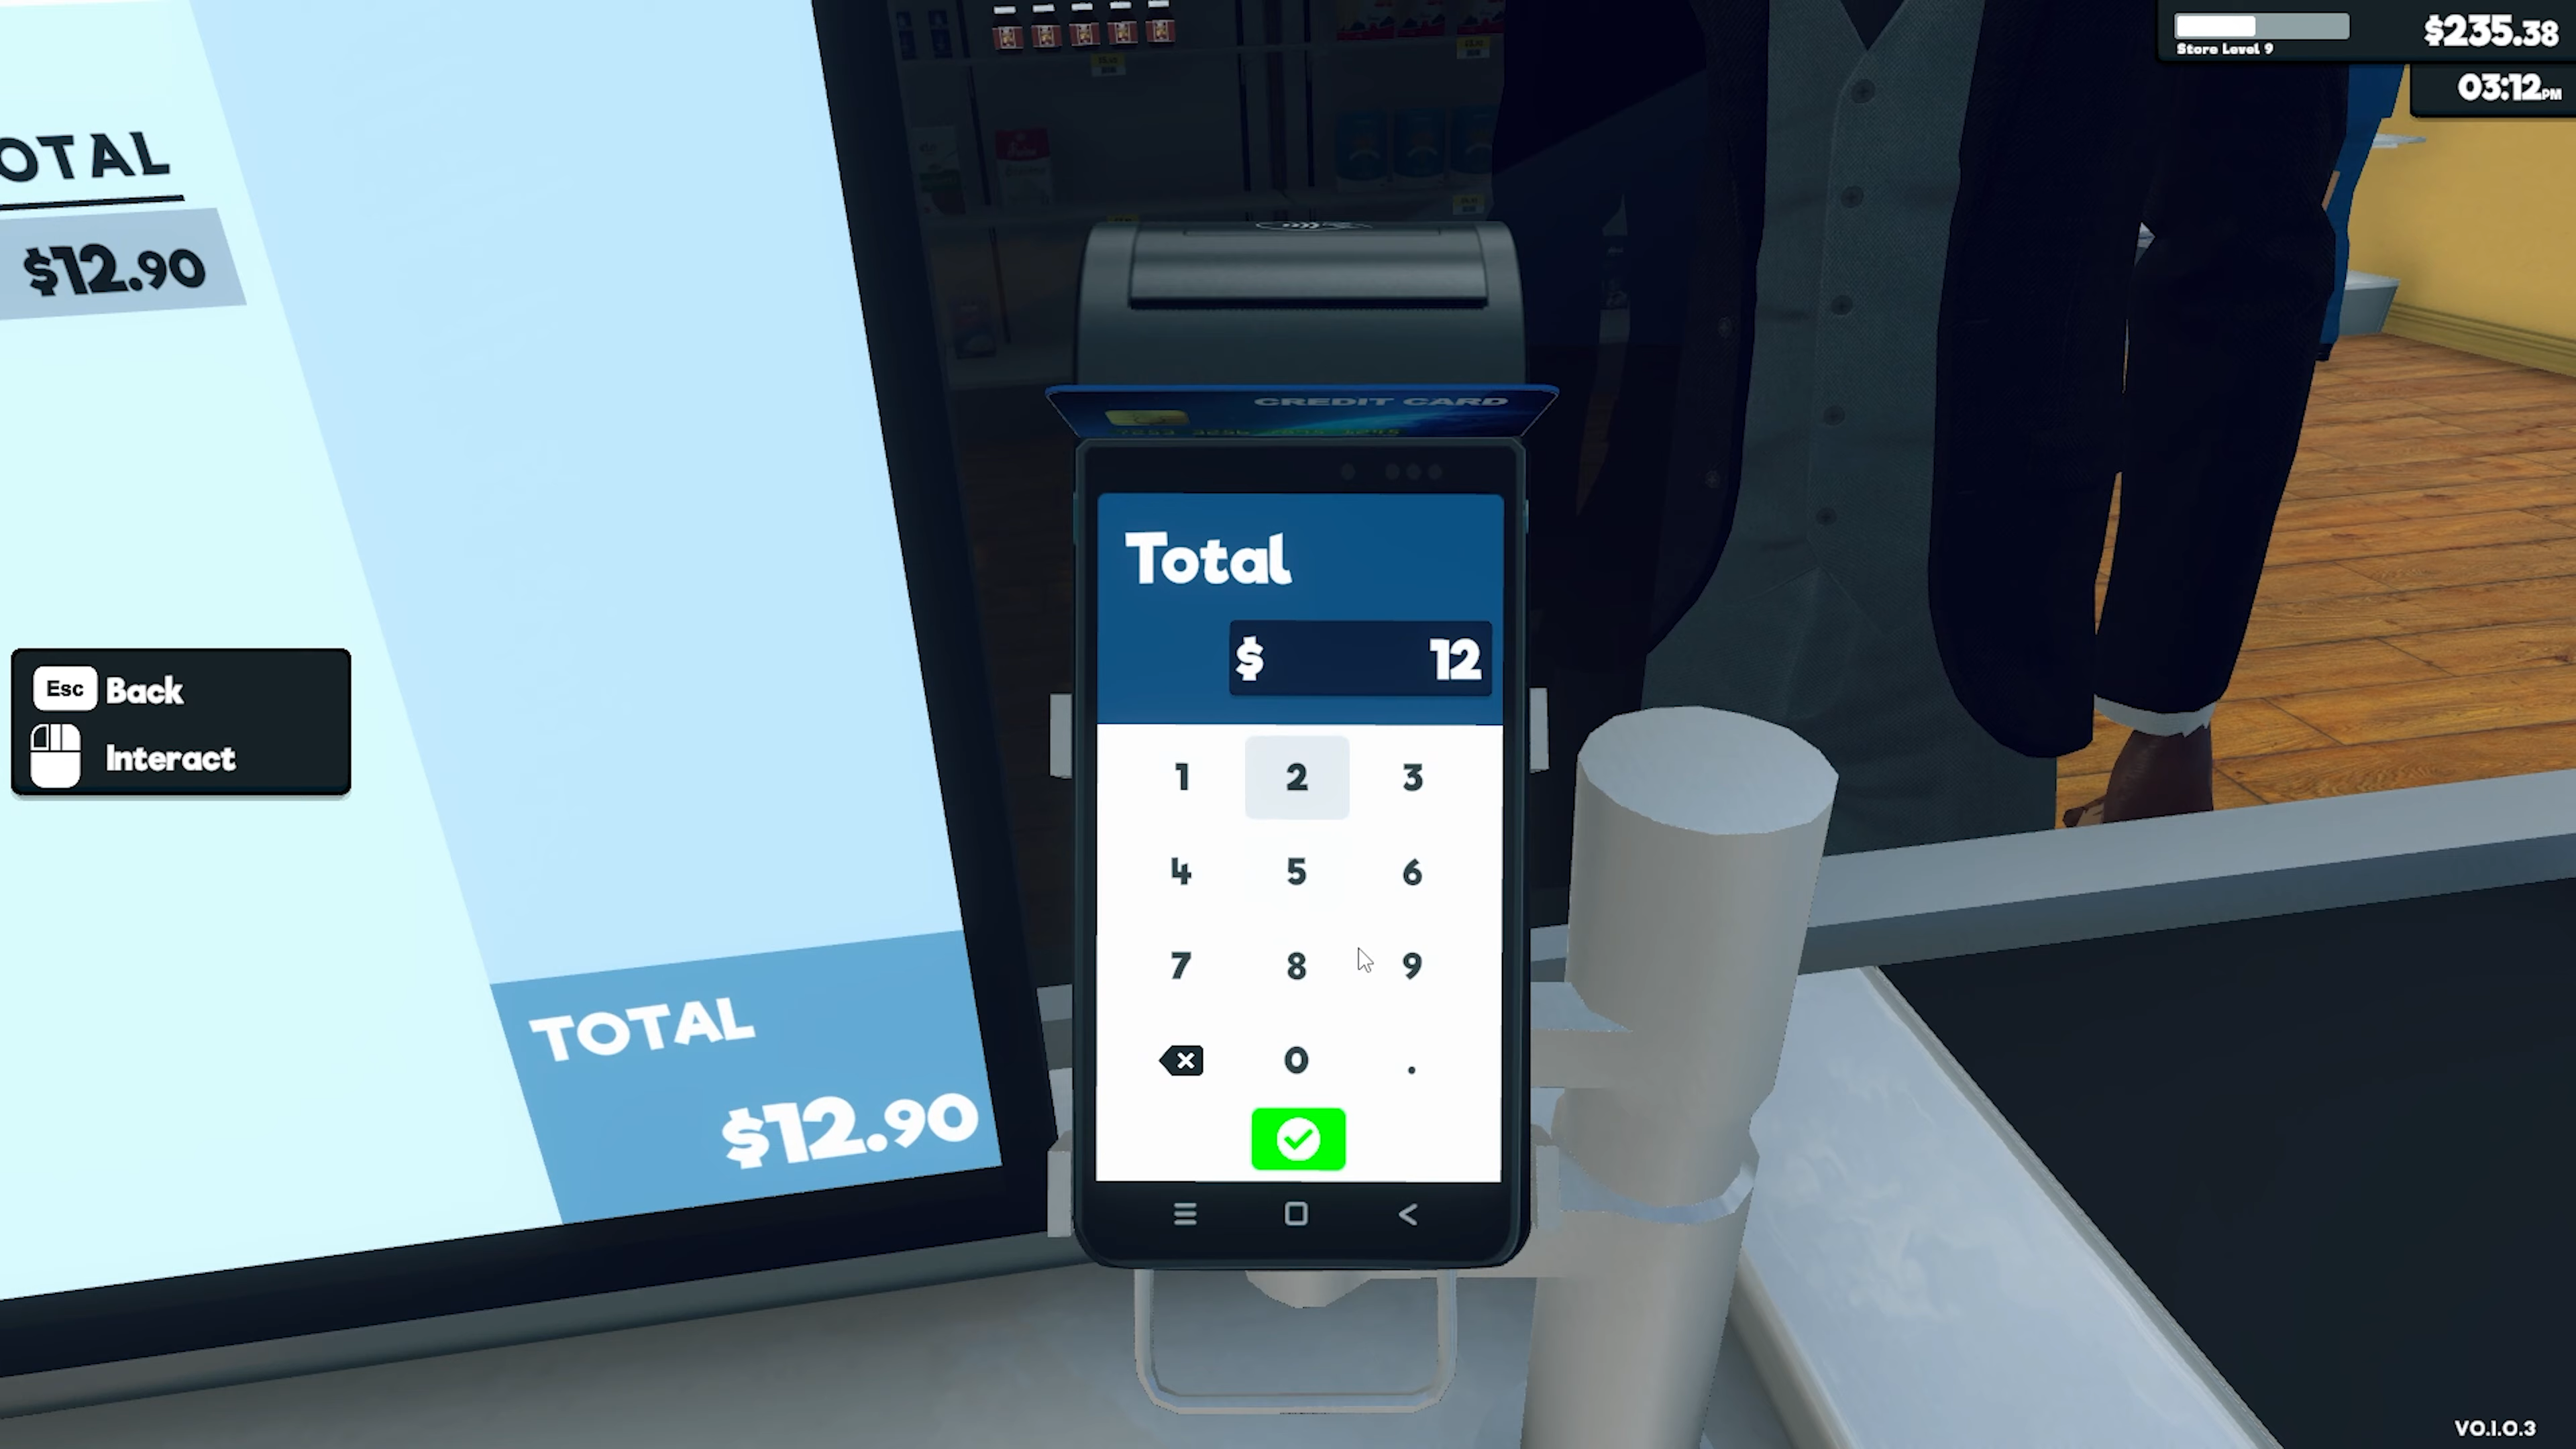 $235.38
Store Level 9
03:12PM
OTAL
$12.90
CREDIT CARD
Total
$ 12
1 2 3
4 5 6
7 8 9
0 .
Esc Back
Interact
TOTAL
$12.90
V0.1.0.3